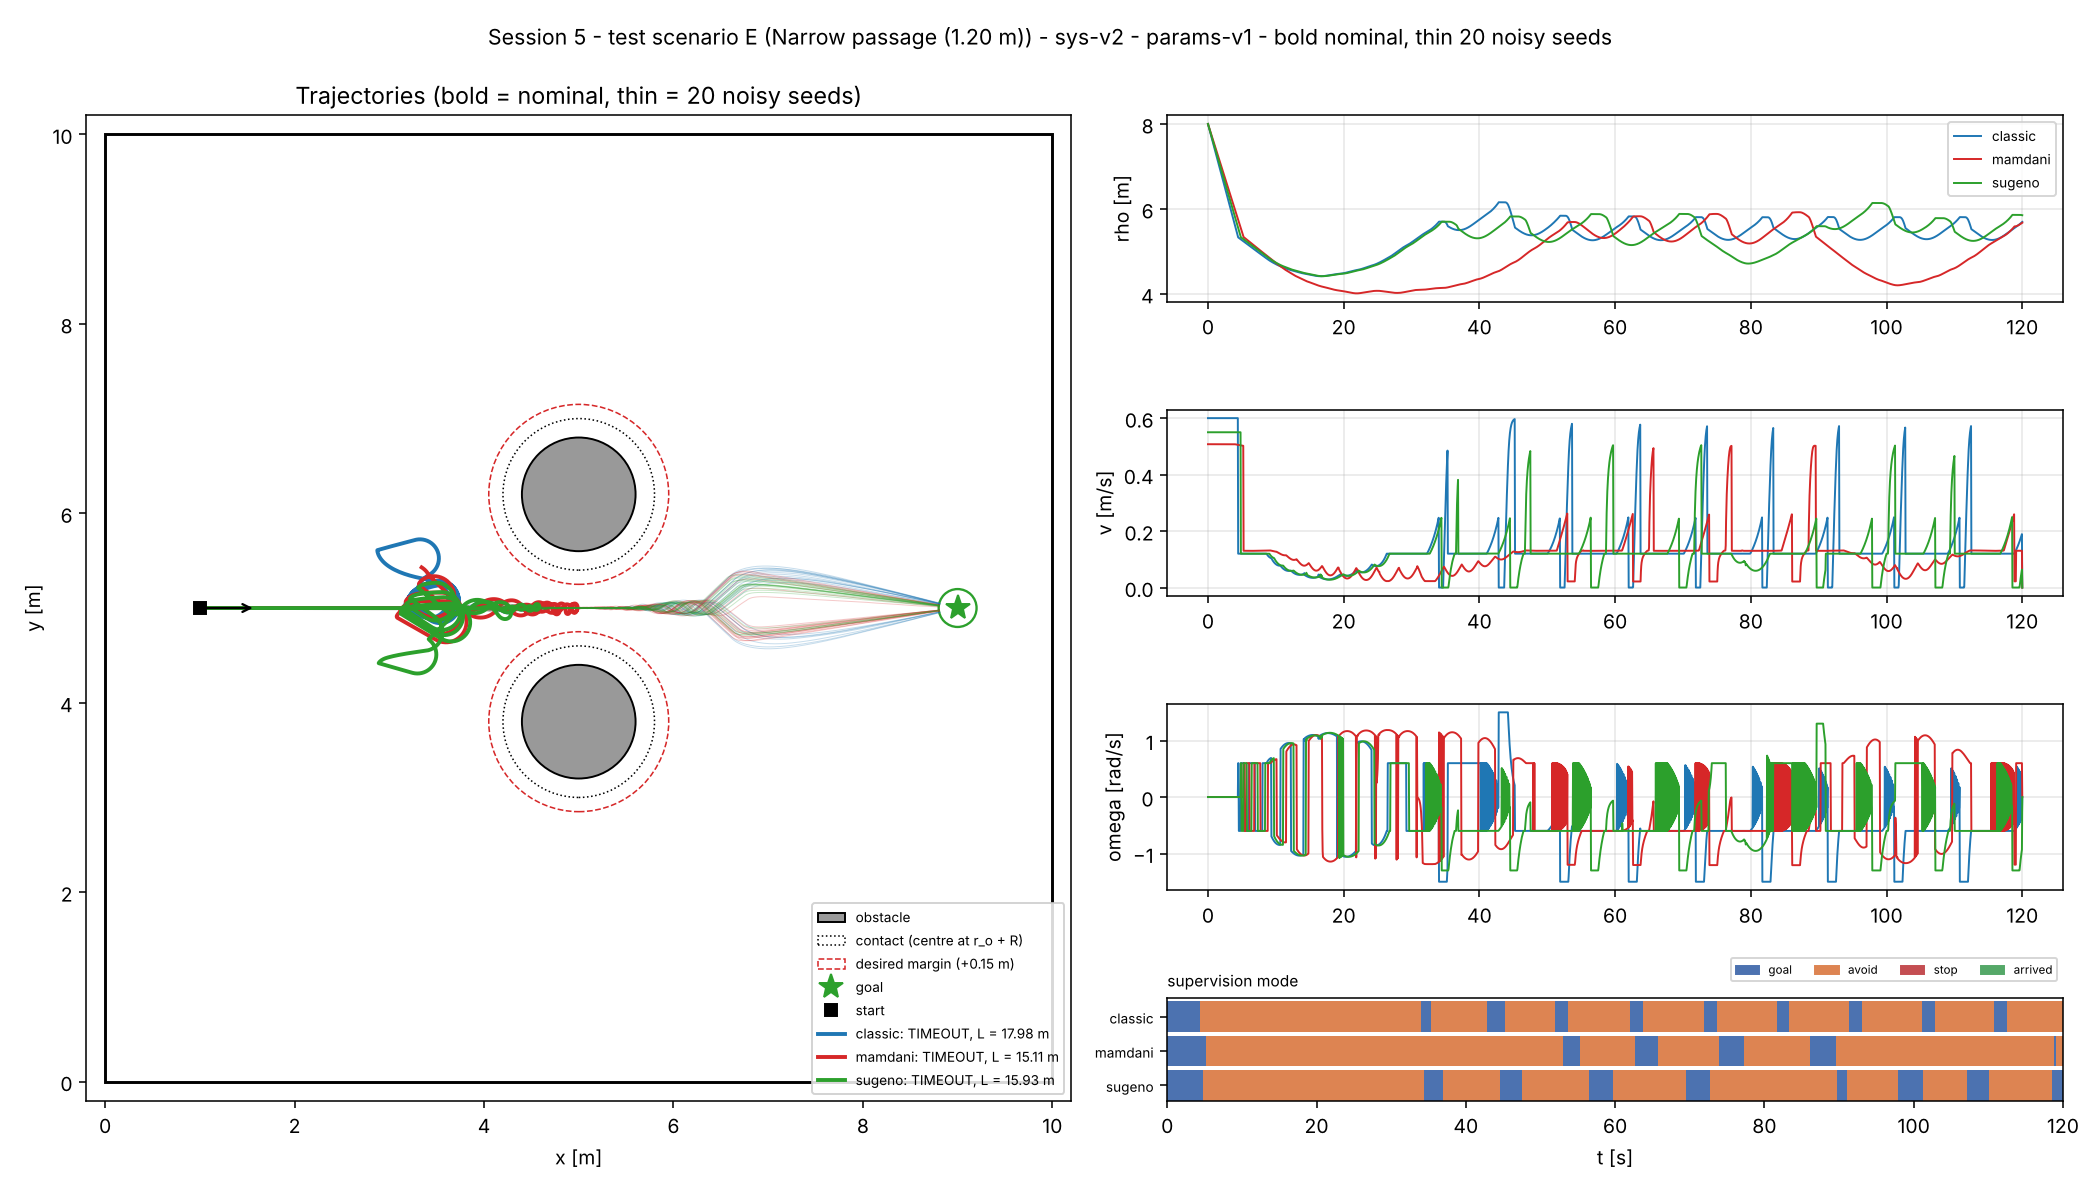 Session 5 - test scenario E (Narrow passage (1.20 m)) - sys-v2 - params-v1 - bold nominal, thin 20 noisy seeds
Trajectories (bold = nominal, thin = 20 noisy seeds)
y [m]
10
8
6
4
2
0
0
2
4
6
8
10
x [m]
obstacle
contact (centre at r_o + R)
desired margin (+0.15 m)
goal
start
classic: TIMEOUT, L = 17.98 m
mamdani: TIMEOUT, L = 15.11 m
sugeno: TIMEOUT, L = 15.93 m
rho [m]
8
6
4
classic
mamdani
sugeno
0
20
40
60
80
100
120
v [m/s]
0.6
0.4
0.2
0.0
0
20
40
60
80
100
120
omega [rad/s]
1
0
−1
0
20
40
60
80
100
120
supervision mode
goal
avoid
stop
arrived
classic
mamdani
sugeno
0
20
40
60
80
100
120
t [s]